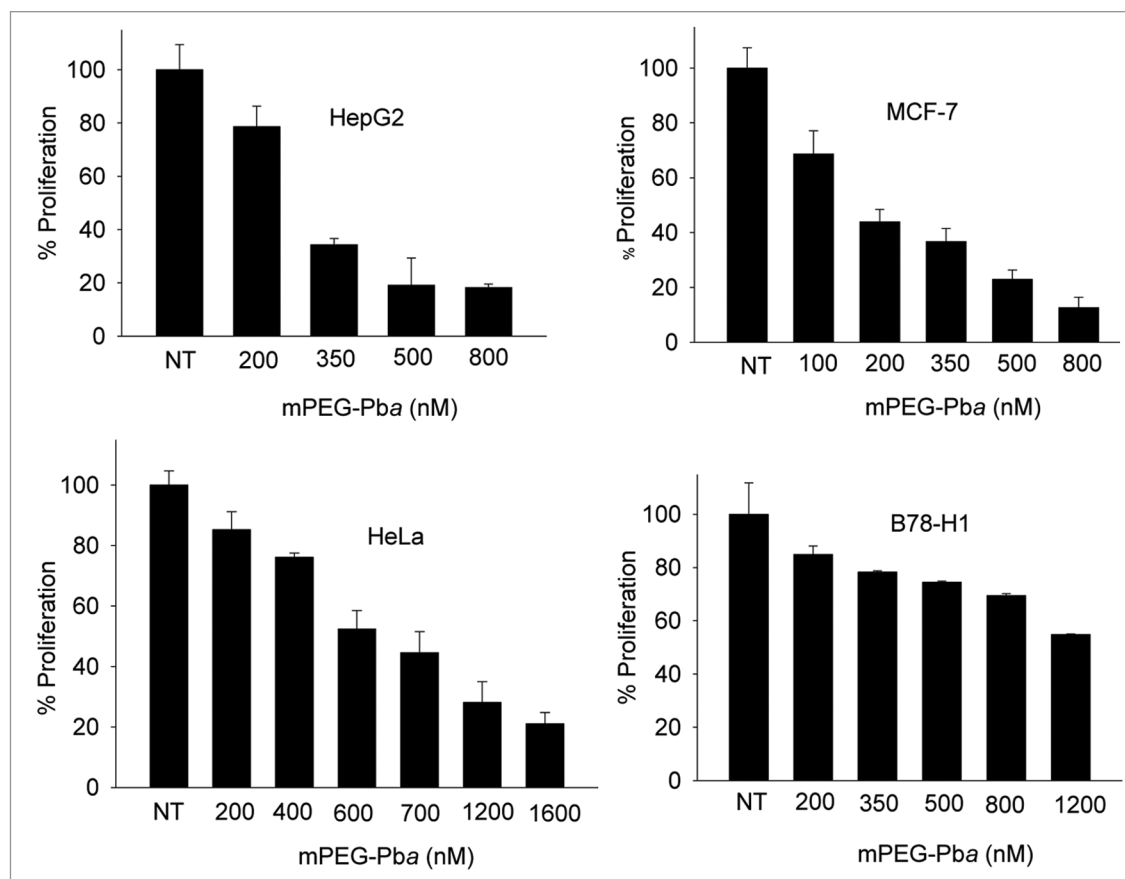 % Proliferation
100
80
60
40
20
0
HepG2
NT 200 350 500 800
mPEG-Pba (nM)
% Proliferation
100
80
60
40
20
0
MCF-7
NT 100 200 350 500 800
mPEG-Pba (nM)
% Proliferation
100
80
60
40
20
0
HeLa
NT 200 400 600 700 1200 1600
mPEG-Pba (nM)
% Proliferation
100
80
60
40
20
0
B78-H1
NT 200 350 500 800 1200
mPEG-Pba (nM)